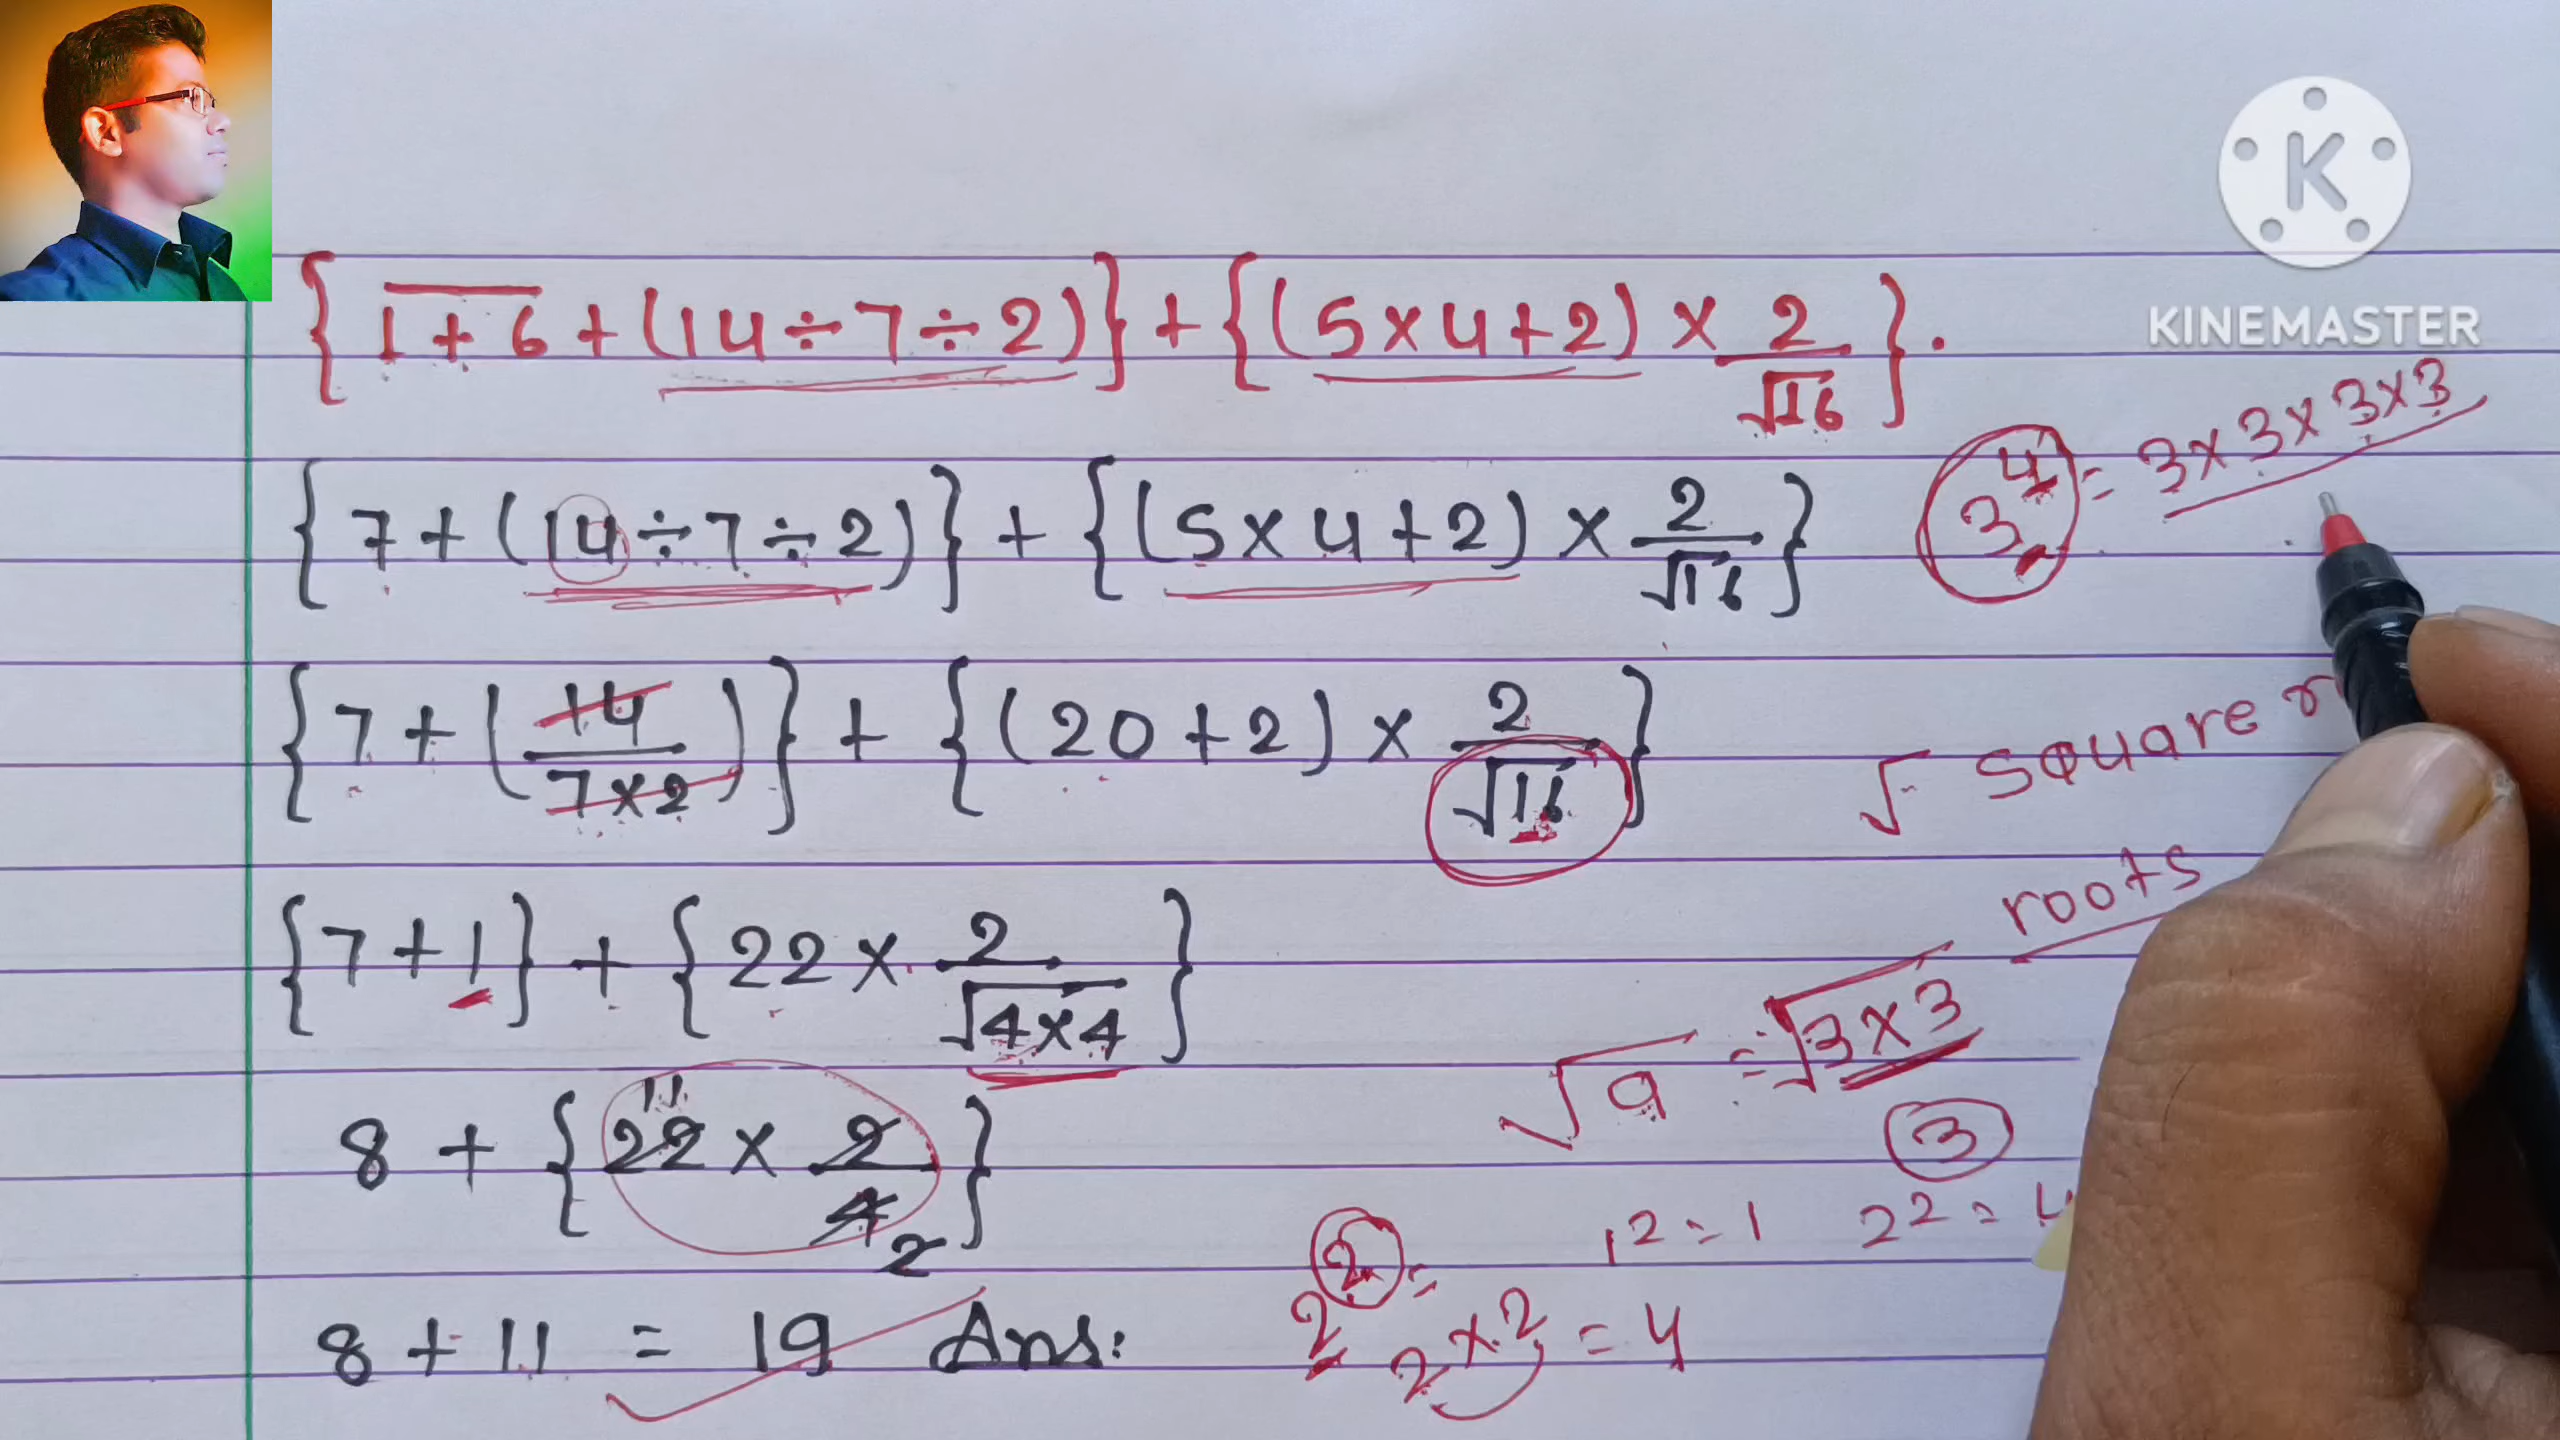 KINEMASTER
{1+6 + (14÷7÷2)} + {(5×4+2) × 2/√16}.
3⁴ = 3×3×3×3
{7 + (14÷7÷2)} + {(5×4+2) × 2/√16}
{7 + (14/7×2)} + {(20+2) × 2/√16}
√ square
roots
{7+1} + {22 × 2/√4×4}
√9 = √3×3
3
8 + {22 11 × 2/4 2}
1² = 1 2² = 4
2² =
2×2 = 4
8 + 11 = 19 Ans: